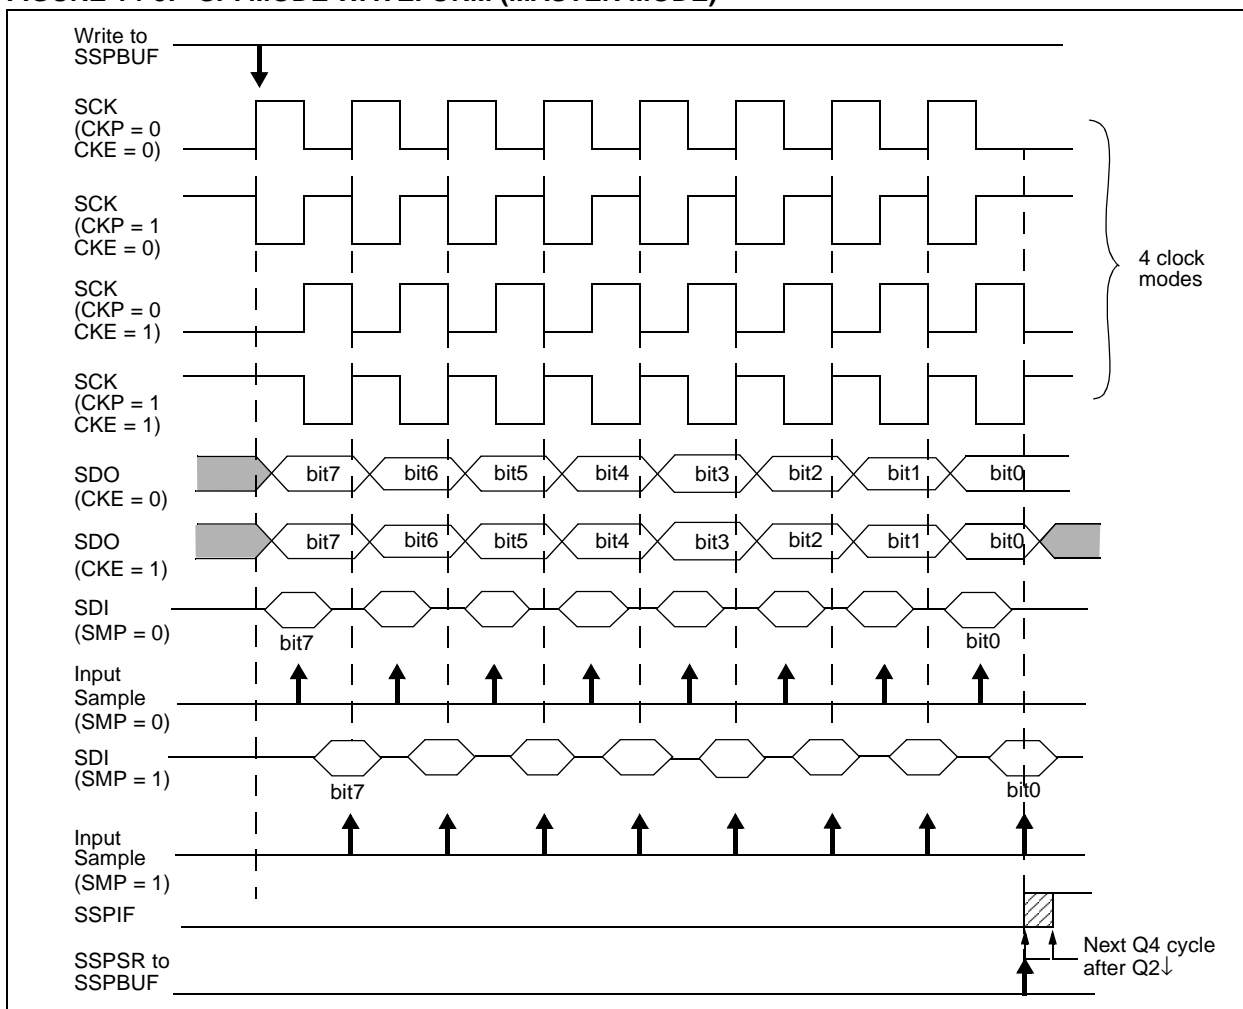 Write to
SSPBUF
SCK
(CKP = 0
CKE = 0)
SCK
(CKP = 1
CKE = 0)
SCK
(CKP = 0
CKE = 1)
SCK
(CKP = 1
CKE = 1)
4 clock
modes
SDO
(CKE = 0)
bit7 bit6 bit5 bit4 bit3 bit2 bit1 bit0
SDO
(CKE = 1)
bit7 bit6 bit5 bit4 bit3 bit2 bit1 bit0
SDI
(SMP = 0)
bit7 bit0
Input
Sample
(SMP = 0)
SDI
(SMP = 1)
bit7 bit0
Input
Sample
(SMP = 1)
SSPIF
SSPSR to
SSPBUF
Next Q4 cycle
after Q2↓